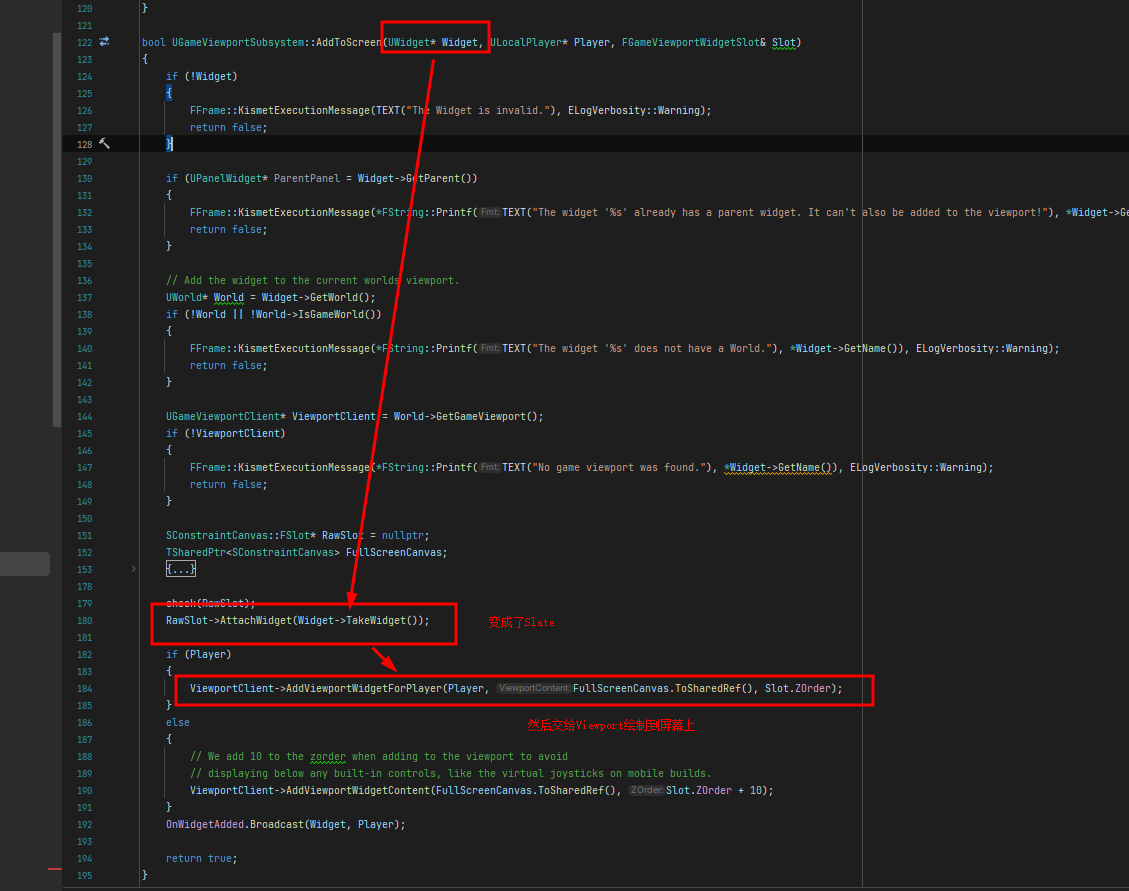 120 }
121
122 bool UGameViewportSubsystem::AddToScreen(UWidget* Widget, ULocalPlayer* Player, FGameViewportWidgetSlot& Slot)
123 {
124 if (!Widget)
125 {
126 FFrame::KismetExecutionMessage(TEXT("The Widget is invalid."), ELogVerbosity::Warning);
127 return false;
128 }
129
130 if (UPanelWidget* ParentPanel = Widget->GetParent())
131 {
132 FFrame::KismetExecutionMessage(*FString::Printf( Fmt: TEXT("The widget '%s' already has a parent widget. It can't also be added to the viewport!"), *Widget->Ge
133 return false;
134 }
135
136 // Add the widget to the current worlds viewport.
137 UWorld* World = Widget->GetWorld();
138 if (!World || !World->IsGameWorld())
139 {
140 FFrame::KismetExecutionMessage(*FString::Printf( Fmt: TEXT("The widget '%s' does not have a World."), *Widget->GetName()), ELogVerbosity::Warning);
141 return false;
142 }
143
144 UGameViewportClient* ViewportClient = World->GetGameViewport();
145 if (!ViewportClient)
146 {
147 FFrame::KismetExecutionMessage(*FString::Printf( Fmt: TEXT("No game viewport was found."), *Widget->GetName()), ELogVerbosity::Warning);
148 return false;
149 }
150
151 SConstraintCanvas::FSlot* RawSlot = nullptr;
152 TSharedPtr<SConstraintCanvas> FullScreenCanvas;
153 {...}
178
179 check(RawSlot);
180 RawSlot->AttachWidget(Widget->TakeWidget()); 变成了Slate
181
182 if (Player)
183 {
184 ViewportClient->AddViewportWidgetForPlayer(Player, ViewportContent: FullScreenCanvas.ToSharedRef(), Slot.ZOrder);
185 }
然后交给Viewport绘制到屏幕上
186 else
187 {
188 // We add 10 to the zorder when adding to the viewport to avoid
189 // displaying below any built-in controls, like the virtual joysticks on mobile builds.
190 ViewportClient->AddViewportWidgetContent(FullScreenCanvas.ToSharedRef(), ZOrder: Slot.ZOrder + 10);
191 }
192 OnWidgetAdded.Broadcast(Widget, Player);
193
194 return true;
195 }